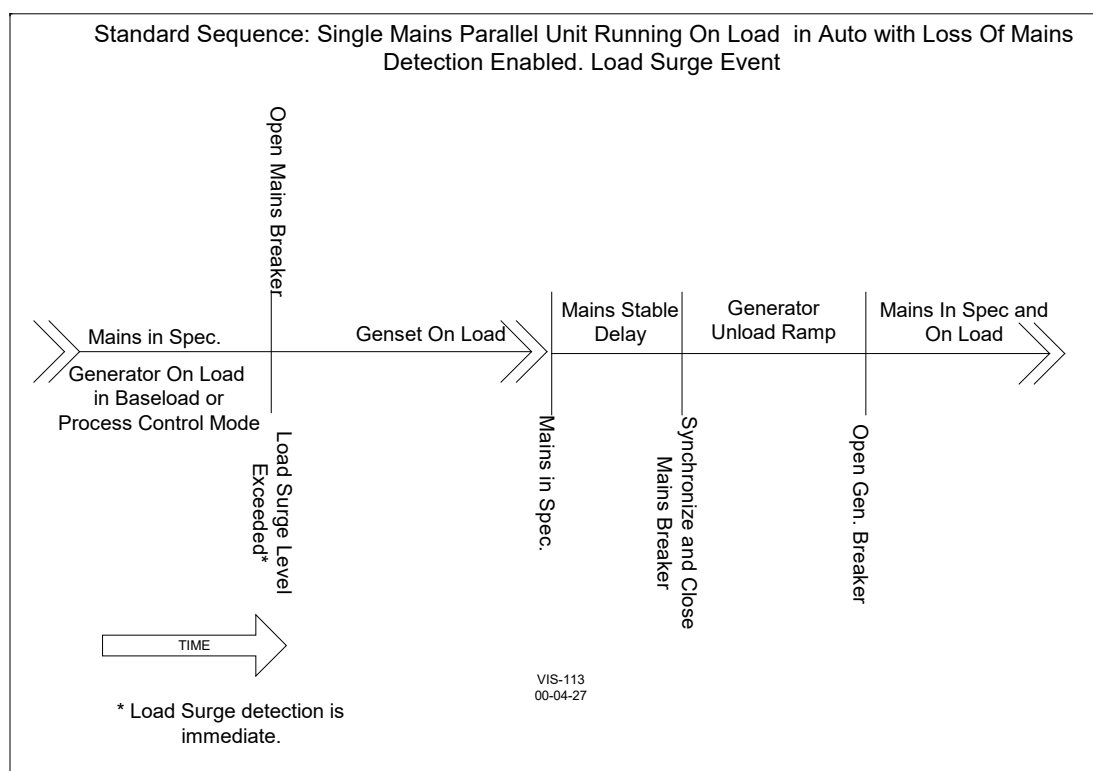 Standard Sequence: Single Mains Parallel Unit Running On Load in Auto with Loss Of Mains
Detection Enabled. Load Surge Event
Open Mains Breaker
Mains in Spec.
Generator On Load
in Baseload or
Process Control Mode
Load Surge Level
Exceeded*
Genset On Load
Mains in Spec.
Mains Stable
Delay
Synchronize and Close
Mains Breaker
Generator
Unload Ramp
Open Gen. Breaker
Mains In Spec and
On Load
TIME
* Load Surge detection is
immediate.
VIS-113
00-04-27